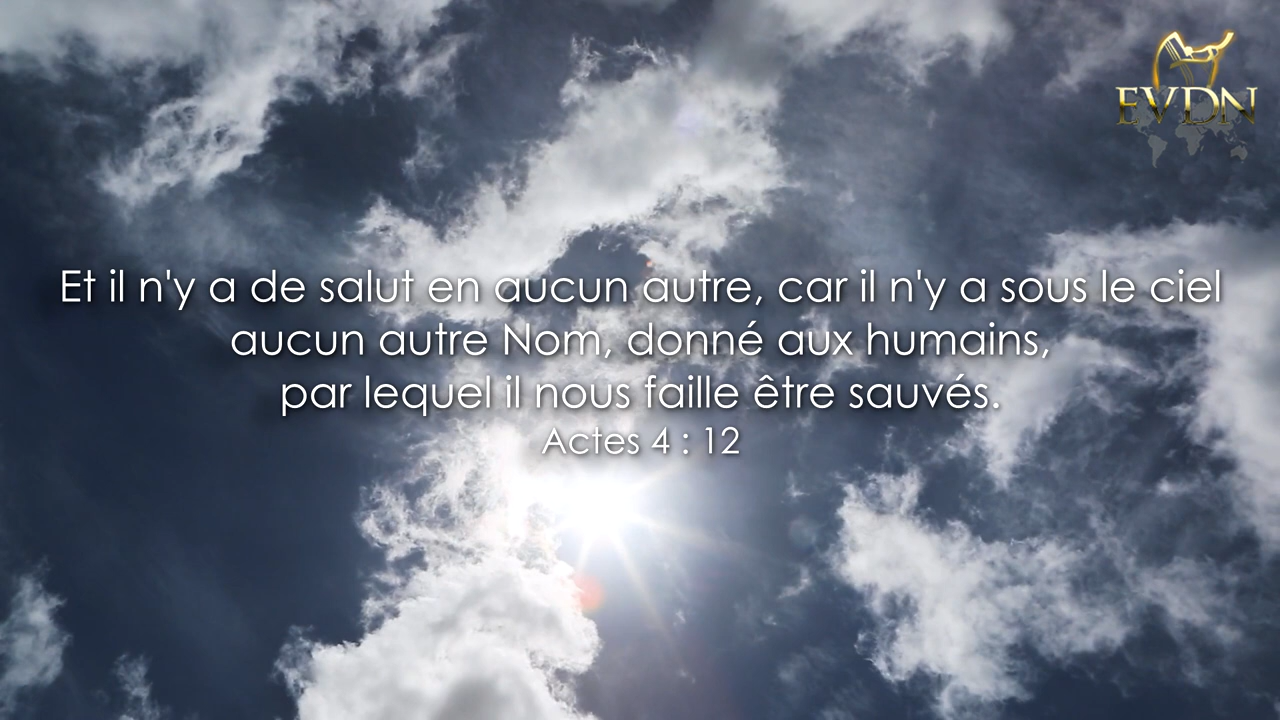 EVDN
Et il n'y a de salut en aucun autre, car il n'y a sous le ciel
aucun autre Nom, donné aux humains,
par lequel il nous faille être sauvés.
Actes 4 : 12